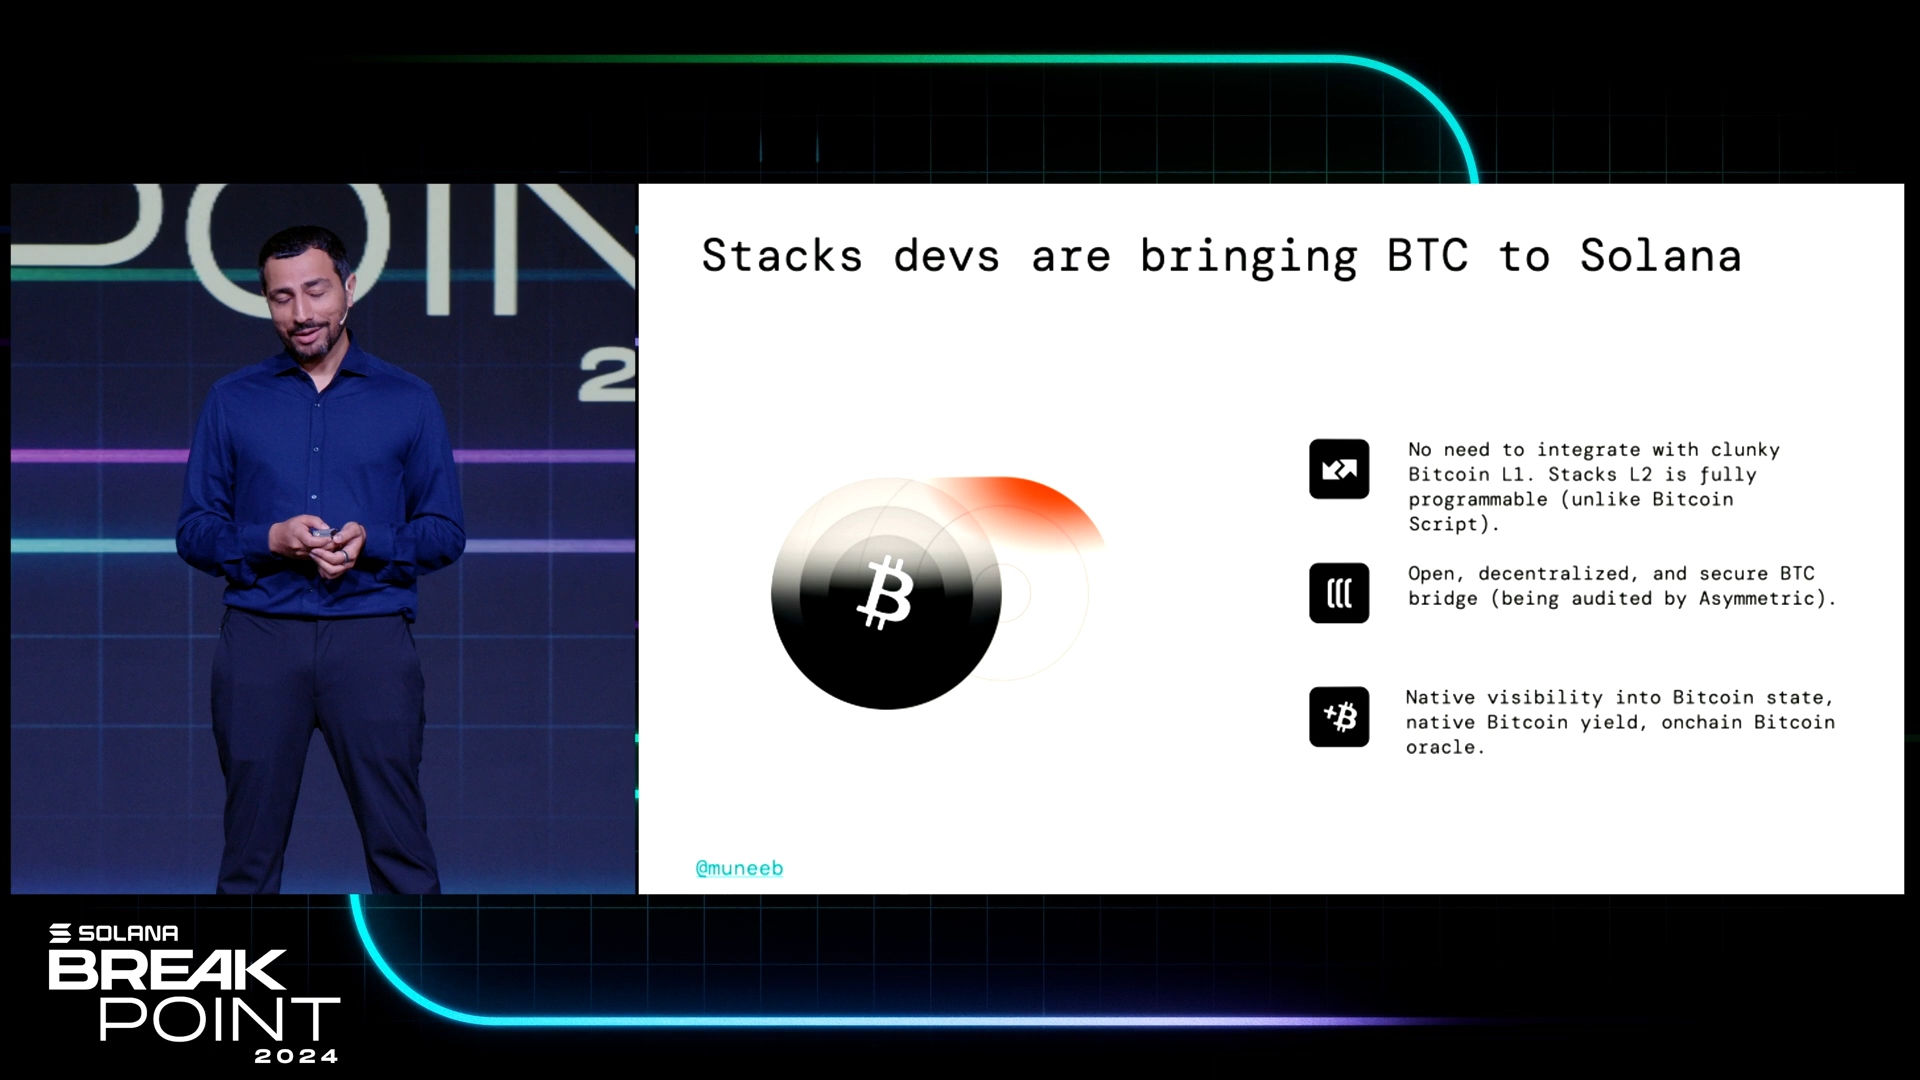 POIN
2
Stacks devs are bringing BTC to Solana
No need to integrate with clunky
Bitcoin L1. Stacks L2 is fully
programmable (unlike Bitcoin
Script).
Open, decentralized, and secure BTC
bridge (being audited by Asymmetric).
Native visibility into Bitcoin state,
native Bitcoin yield, onchain Bitcoin
oracle.
@muneeb
SOLANA
BREAK
POINT
2024